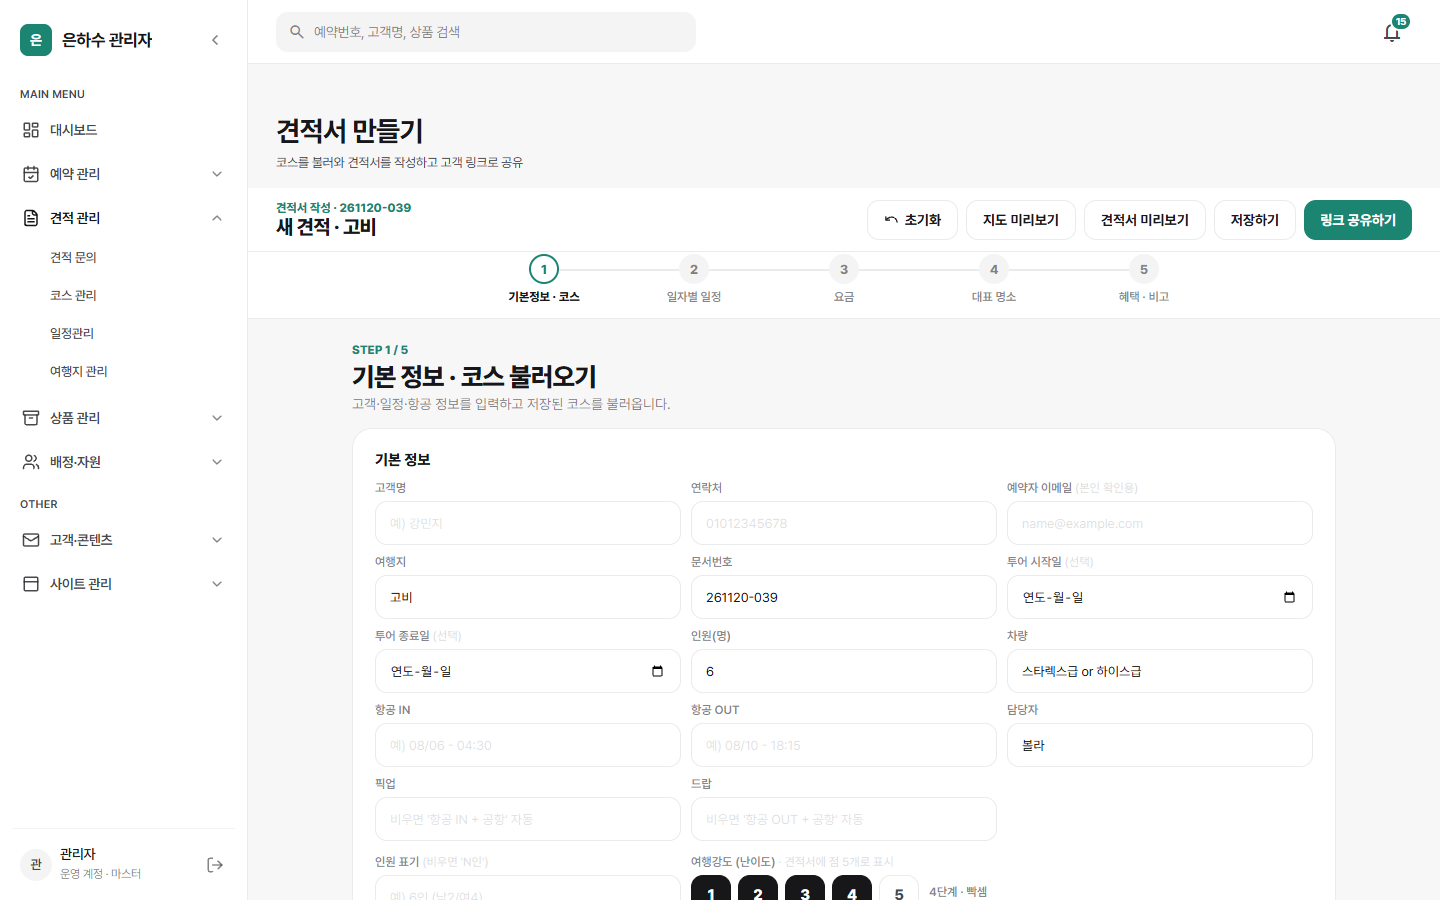 은 은하수 관리자
MAIN MENU
대시보드
예약 관리
견적 관리
견적 문의
코스 관리
일정관리
여행지 관리
상품 관리
배정·자원
OTHER
고객·콘텐츠
사이트 관리
관 관리자
운영 계정 · 마스터
예약번호, 고객명, 상품 검색
15
견적서 만들기
코스를 불러와 견적서를 작성하고 고객 링크로 공유
견적서 작성 · 261120-039
새 견적 · 고비
초기화 지도 미리보기 견적서 미리보기 저장하기 링크 공유하기
1 2 3 4 5
기본정보 · 코스 일자별 일정 요금 대표 명소 혜택 · 비고
STEP 1 / 5
기본 정보 · 코스 불러오기
고객·일정·항공 정보를 입력하고 저장된 코스를 불러옵니다.
기본 정보
고객명 연락처 예약자 이메일 (본인 확인용)
예) 강민지 01012345678 name@example.com
여행지 문서번호 투어 시작일 (선택)
고비 261120-039 연도-월-일
투어 종료일 (선택) 인원(명) 차량
연도-월-일 6 스타렉스급 or 하이스급
항공 IN 항공 OUT 담당자
예) 08/06 - 04:30 예) 08/10 - 18:15 볼라
픽업 드랍
비우면 '항공 IN + 공항' 자동 비우면 '항공 OUT + 공항' 자동
인원 표기 (비우면 'N인') 여행강도 (난이도) · 견적서에 점 5개로 표시
예) 6인 (남2/여4) 1 2 3 4 5 4단계 · 빡셈